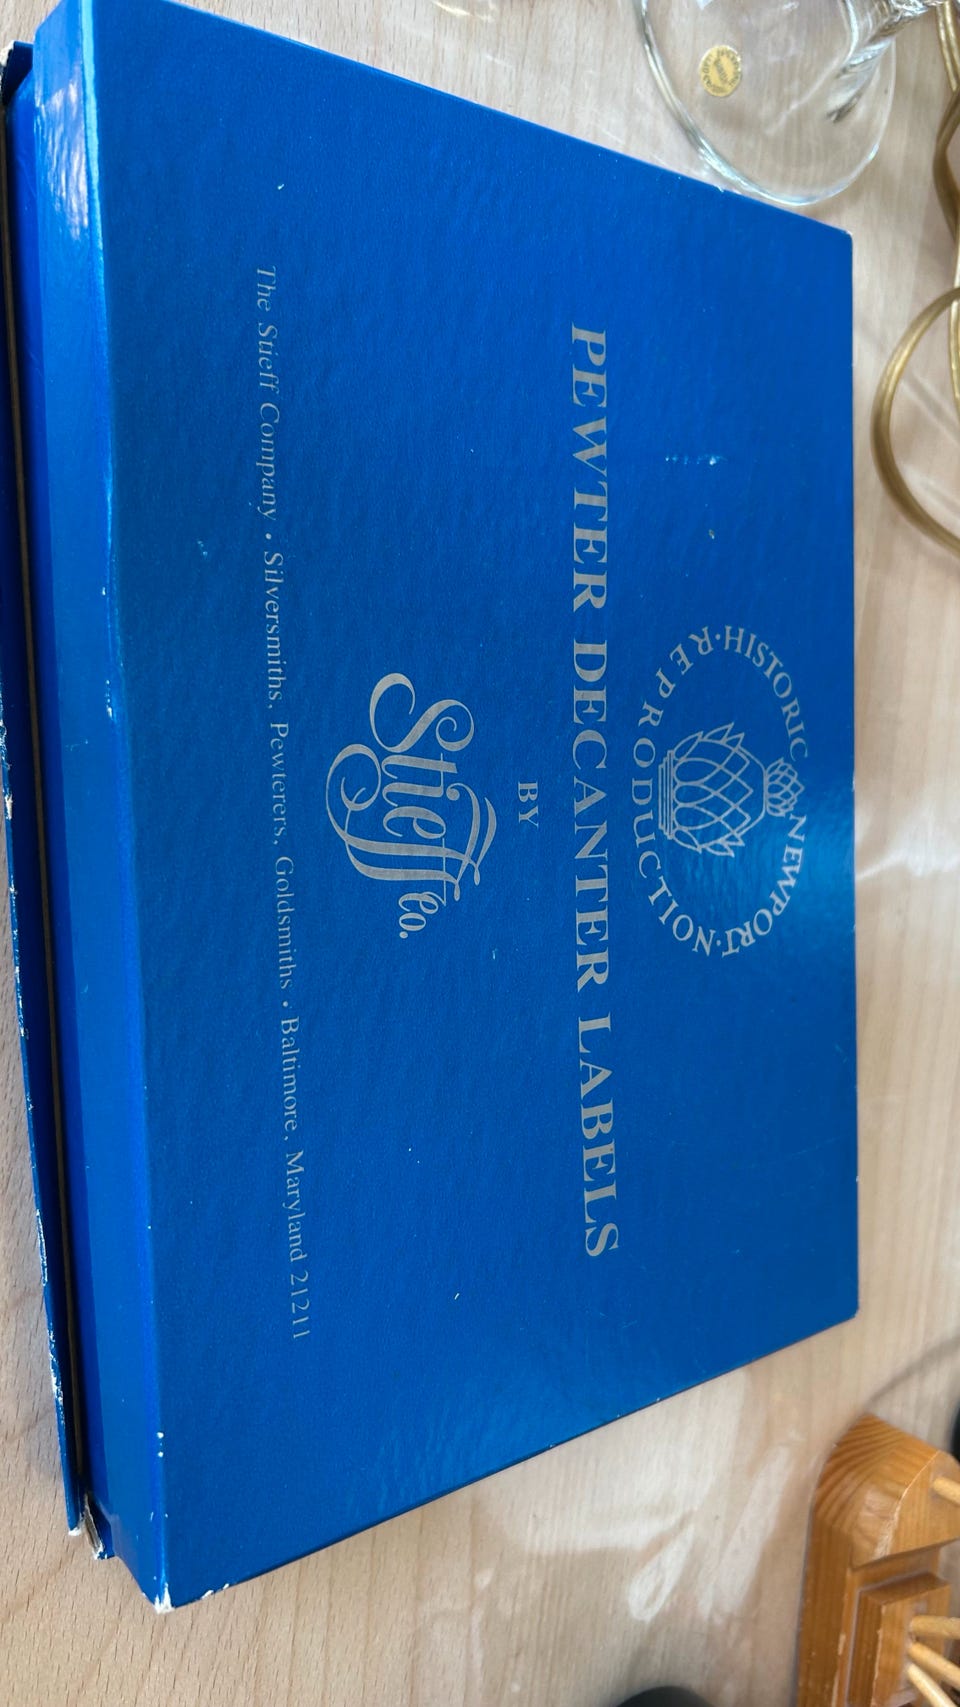 HISTORIC NEWPORT · REPRODUCTION ·
PEWTER DECANTER LABELS
BY
Stieff Co.
The Stieff Company • Silversmiths, Pewterers, Goldsmiths • Baltimore, Maryland 21211